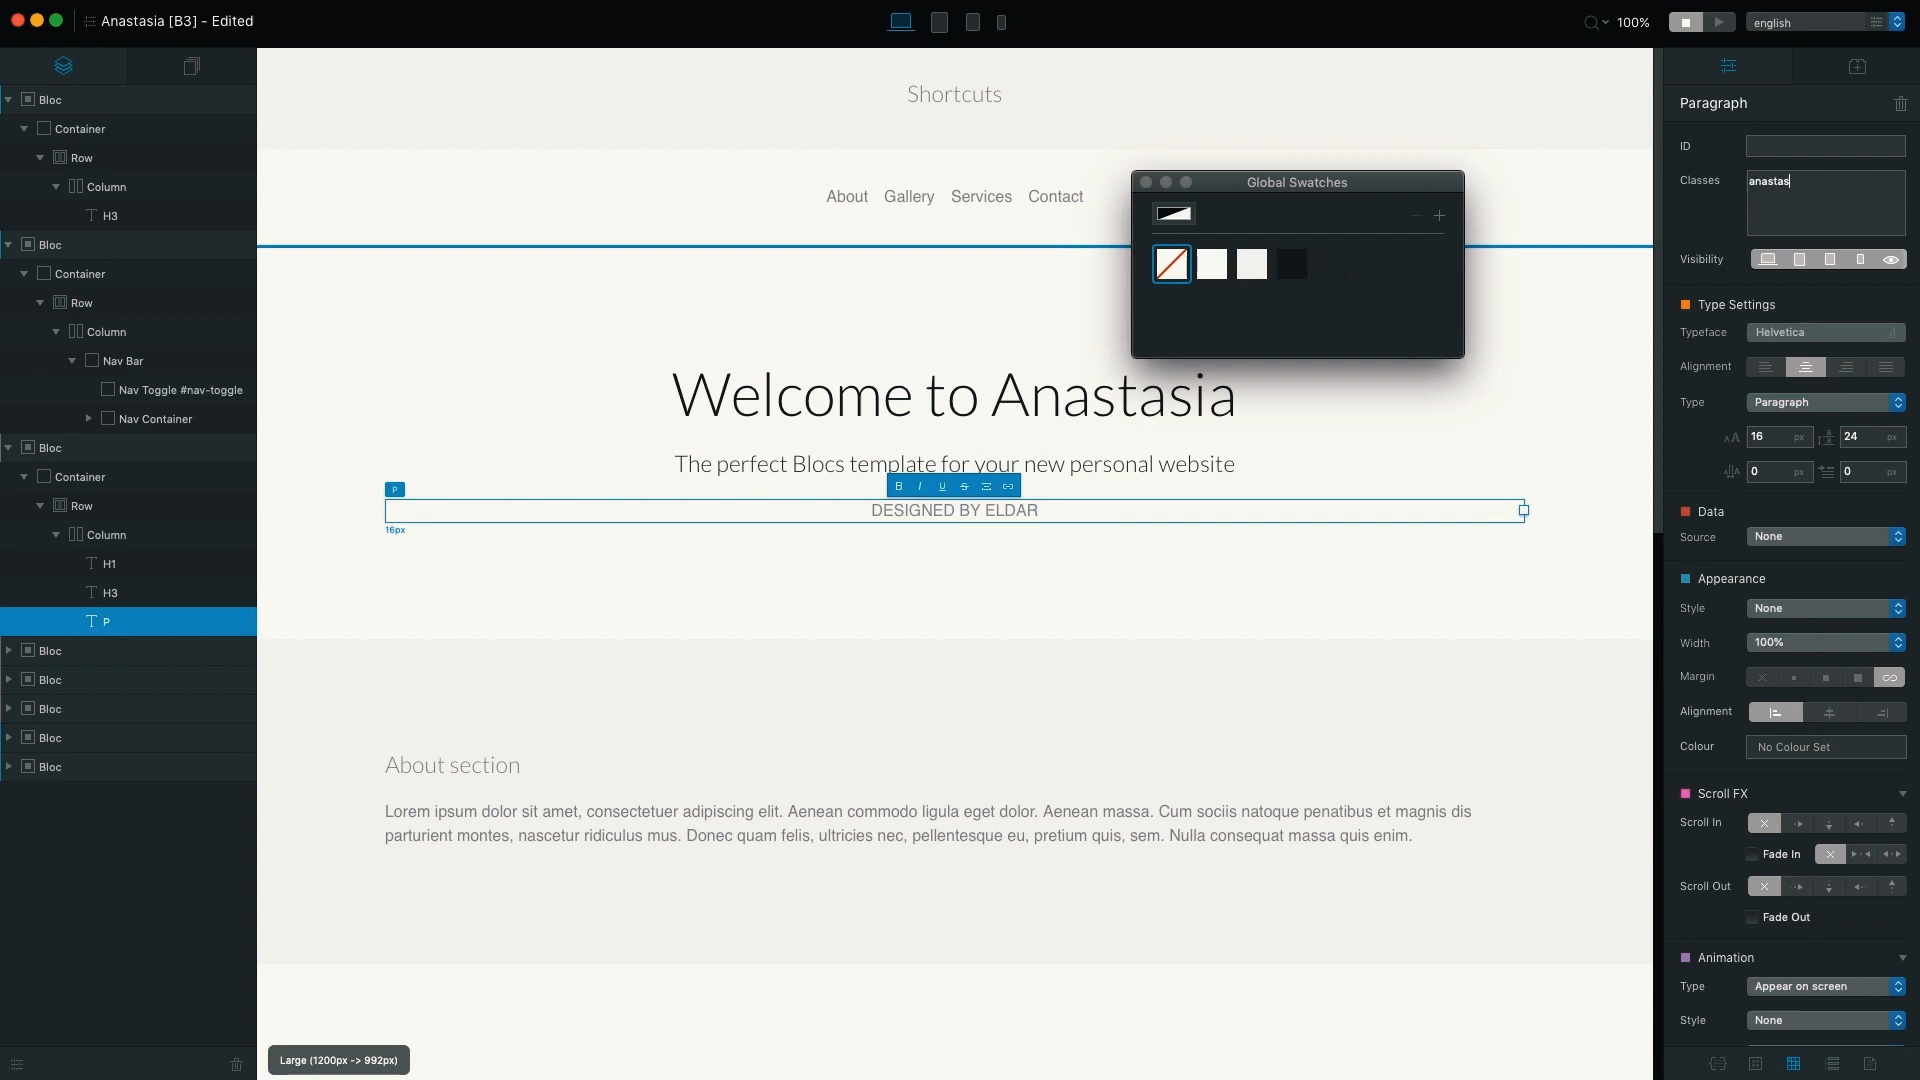 Anastasia [B3] - Edited
100%
english
Bloc
Container
Row
Column
H3
Bloc
Container
Row
Column
Nav Bar
Nav Toggle #nav-toggle
Nav Container
Bloc
Container
Row
Column
H1
H3
P
Bloc
Bloc
Bloc
Bloc
Bloc
Shortcuts
About Gallery Services Contact
Global Swatches
Welcome to Anastasia
The perfect Blocs template for your new personal website
P
B I U S
DESIGNED BY ELDAR
16px
About section
Lorem ipsum dolor sit amet, consectetuer adipiscing elit. Aenean commodo ligula eget dolor. Aenean massa. Cum sociis natoque penatibus et magnis dis
parturient montes, nascetur ridiculus mus. Donec quam felis, ultricies nec, pellentesque eu, pretium quis, sem. Nulla consequat massa quis enim.
Large (1200px -> 992px)
Paragraph
ID
Classes anastas
Visibility
Type Settings
Typeface Helvetica
Alignment
Type Paragraph
16 px 24 px
0 px 0 px
Data
Source None
Appearance
Style None
Width 100%
Margin
Alignment
Colour No Colour Set
Scroll FX
Scroll In
Fade In
Scroll Out
Fade Out
Animation
Type Appear on screen
Style None